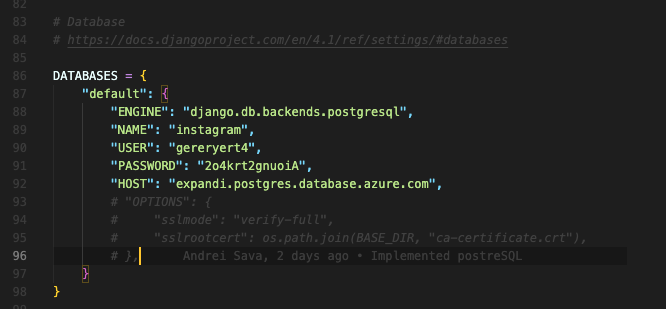 82
83 # Database
84 # https://docs.djangoproject.com/en/4.1/ref/settings/#databases
85
86 DATABASES = {
87 "default": {
88 "ENGINE": "django.db.backends.postgresql",
89 "NAME": "instagram",
90 "USER": "gereryert4",
91 "PASSWORD": "2o4krt2gnuoiA",
92 "HOST": "expandi.postgres.database.azure.com",
93 # "OPTIONS": {
94 # "sslmode": "verify-full",
95 # "sslrootcert": os.path.join(BASE_DIR, "ca-certificate.crt"),
96 # }, Andrei Sava, 2 days ago • Implemented postreSQL
97 }
98 }